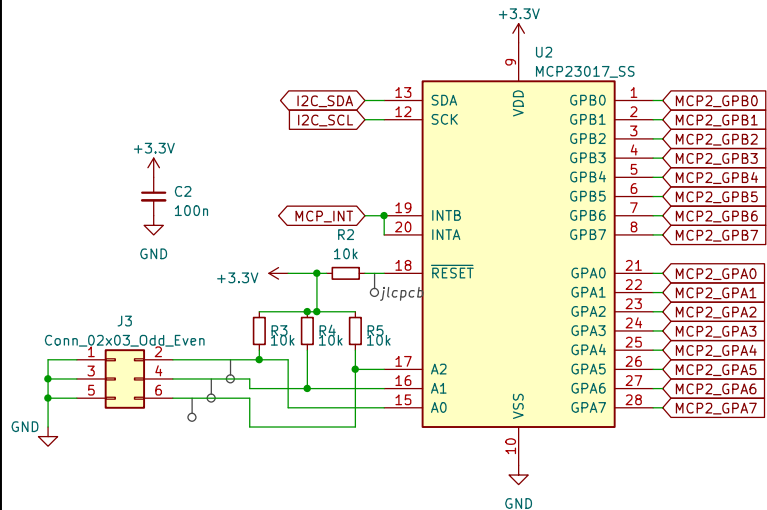 +3.3V
U2
MCP23017_SS
9
VDD
I2C_SDA 13 SDA
I2C_SCL 12 SCK
GPB0 1 MCP2_GPB0
GPB1 2 MCP2_GPB1
GPB2 3 MCP2_GPB2
GPB3 4 MCP2_GPB3
GPB4 5 MCP2_GPB4
GPB5 6 MCP2_GPB5
GPB6 7 MCP2_GPB6
GPB7 8 MCP2_GPB7
+3.3V
C2
100n
GND
MCP_INT 19 INTB
20 INTA
R2
10k
+3.3V
18 RESET
jlcpcb
GPA0 21 MCP2_GPA0
GPA1 22 MCP2_GPA1
GPA2 23 MCP2_GPA2
GPA3 24 MCP2_GPA3
GPA4 25 MCP2_GPA4
GPA5 26 MCP2_GPA5
GPA6 27 MCP2_GPA6
GPA7 28 MCP2_GPA7
R3 R4 R5
10k 10k 10k
J3
Conn_02x03_Odd_Even
1 2
3 4
5 6
GND
17 A2
16 A1
15 A0
VSS
10
GND